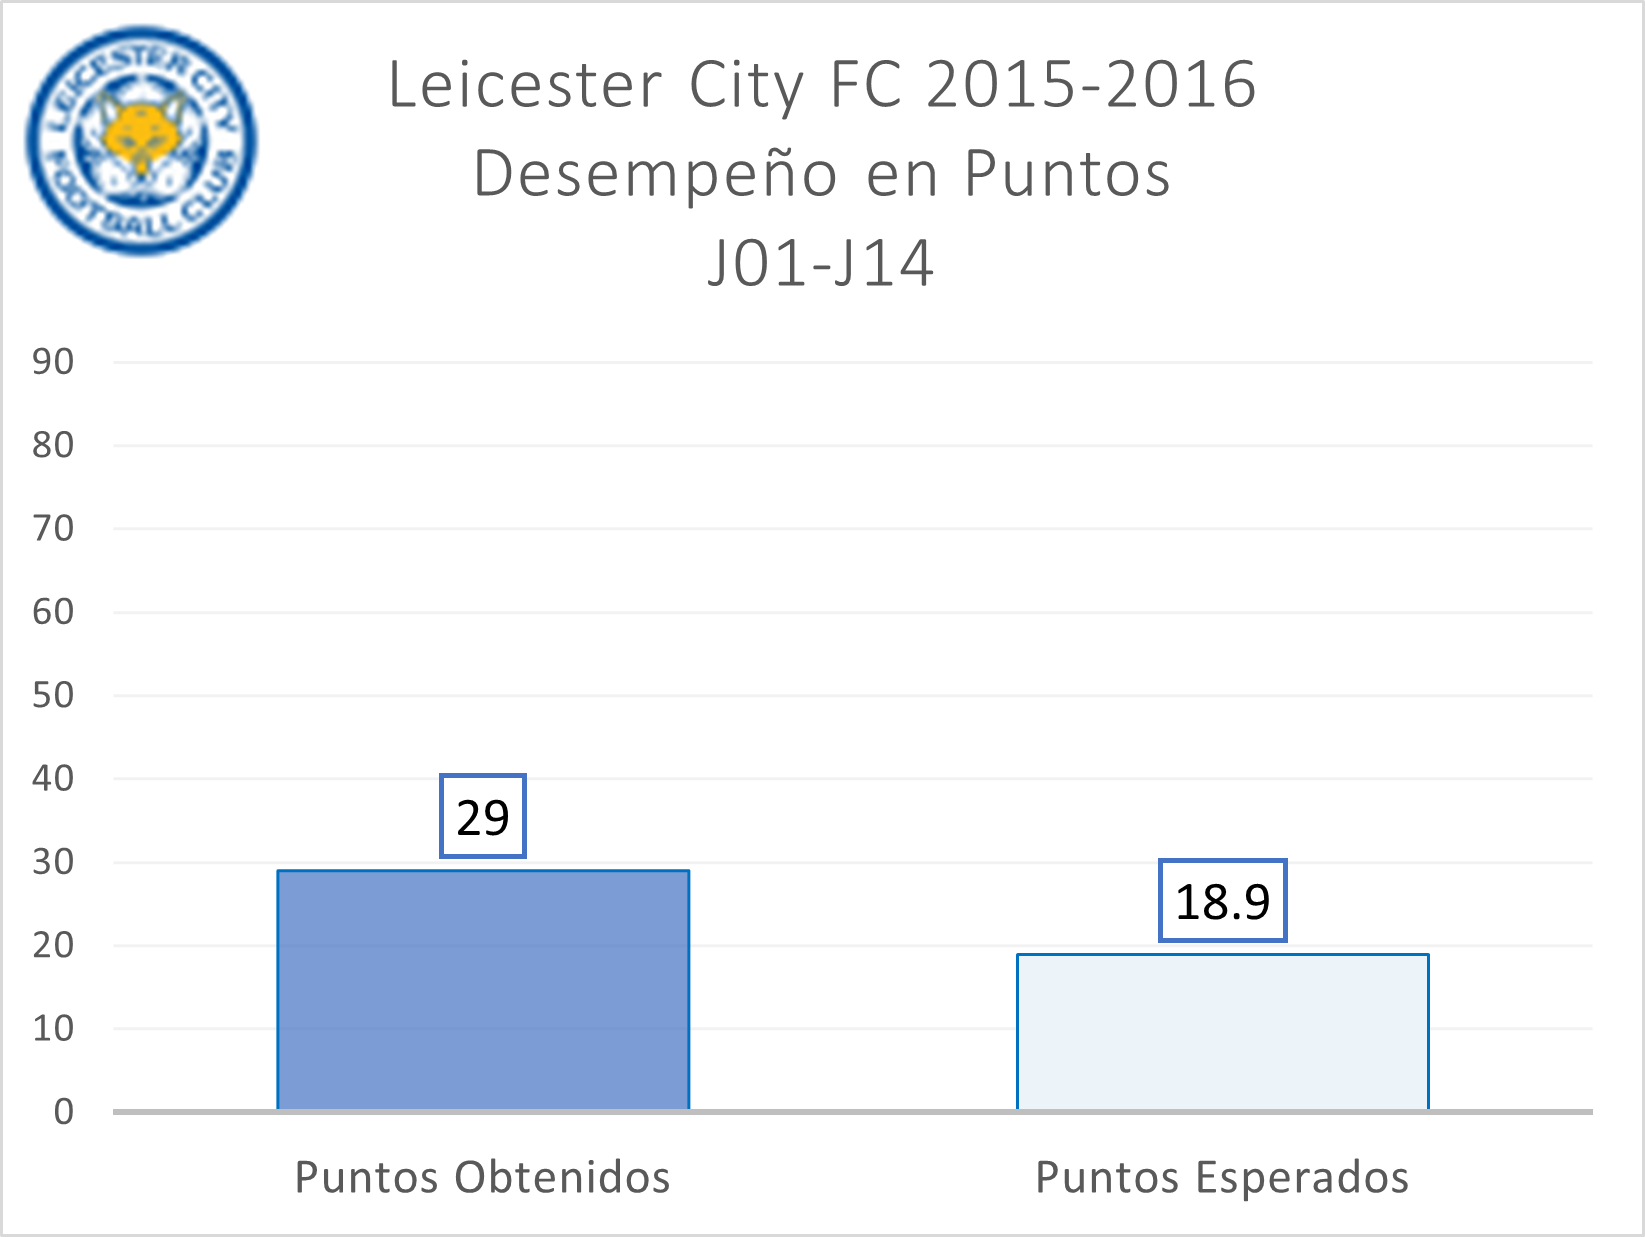 LEICESTER CITY
FOOTBALL CLUB
Leicester City FC 2015-2016
Desempeño en Puntos
J01-J14
90
80
70
60
50
40
30
20
10
0
29
18.9
Puntos Obtenidos
Puntos Esperados